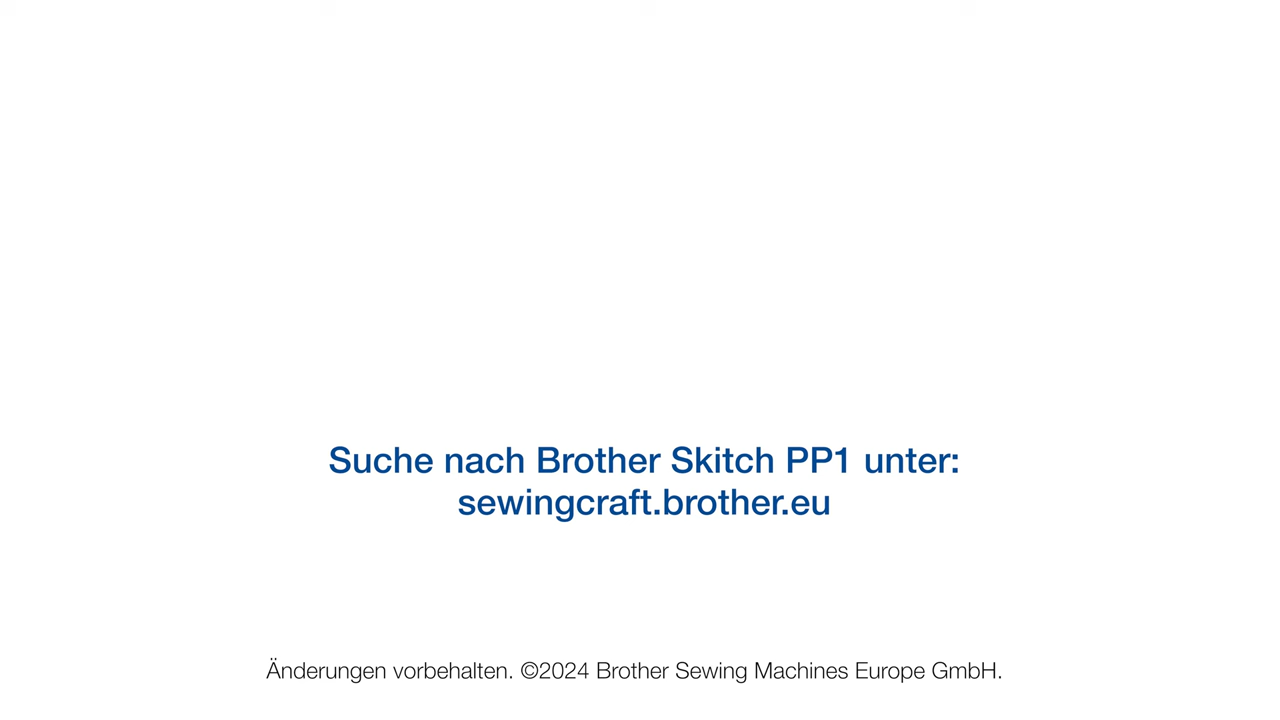 Suche nach Brother Skitch PP1 unter:
sewingcraft.brother.eu
Änderungen vorbehalten. ©2024 Brother Sewing Machines Europe GmbH.